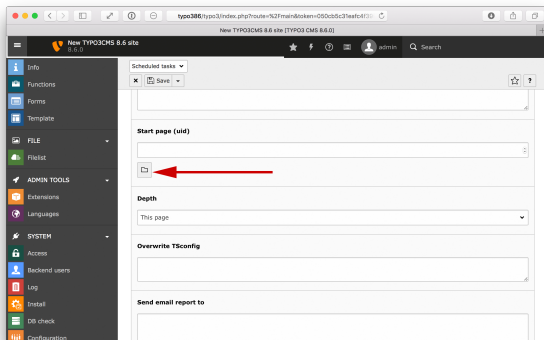 typo386/typo3/index.php?route=%2Fmain&token=050cb5c31eafc4f3
New TYPO3CMS 8.6 site [TYPO3 CMS 8.6.0]
New TYPO3CMS 8.6 site
8.6.0
admin
Search
Info
Functions
Forms
Template
FILE
Filelist
ADMIN TOOLS
Extensions
Languages
SYSTEM
Access
Backend users
Log
Install
DB check
Configuration
Scheduled tasks
Save
?
Start page (uid)
Depth
This page
Overwrite TSconfig
Send email report to